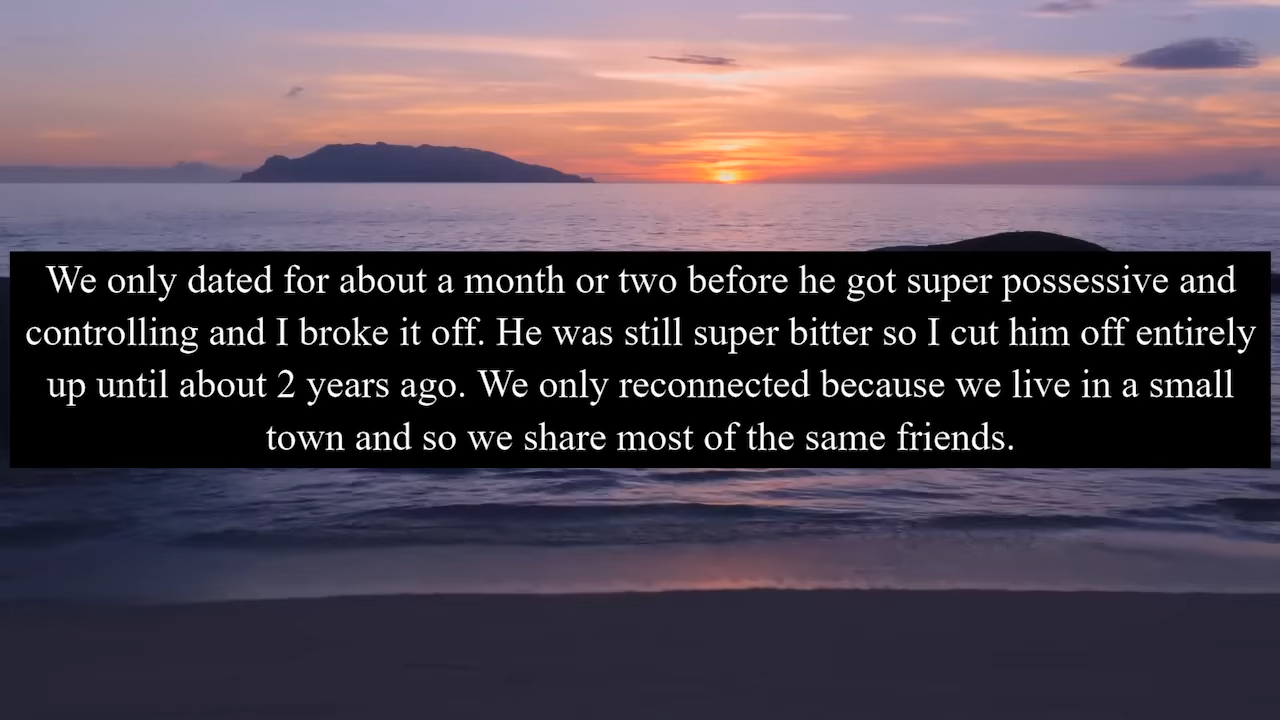 We only dated for about a month or two before he got super possessive and
controlling and I broke it off. He was still super bitter so I cut him off entirely
up until about 2 years ago. We only reconnected because we live in a small
town and so we share most of the same friends.